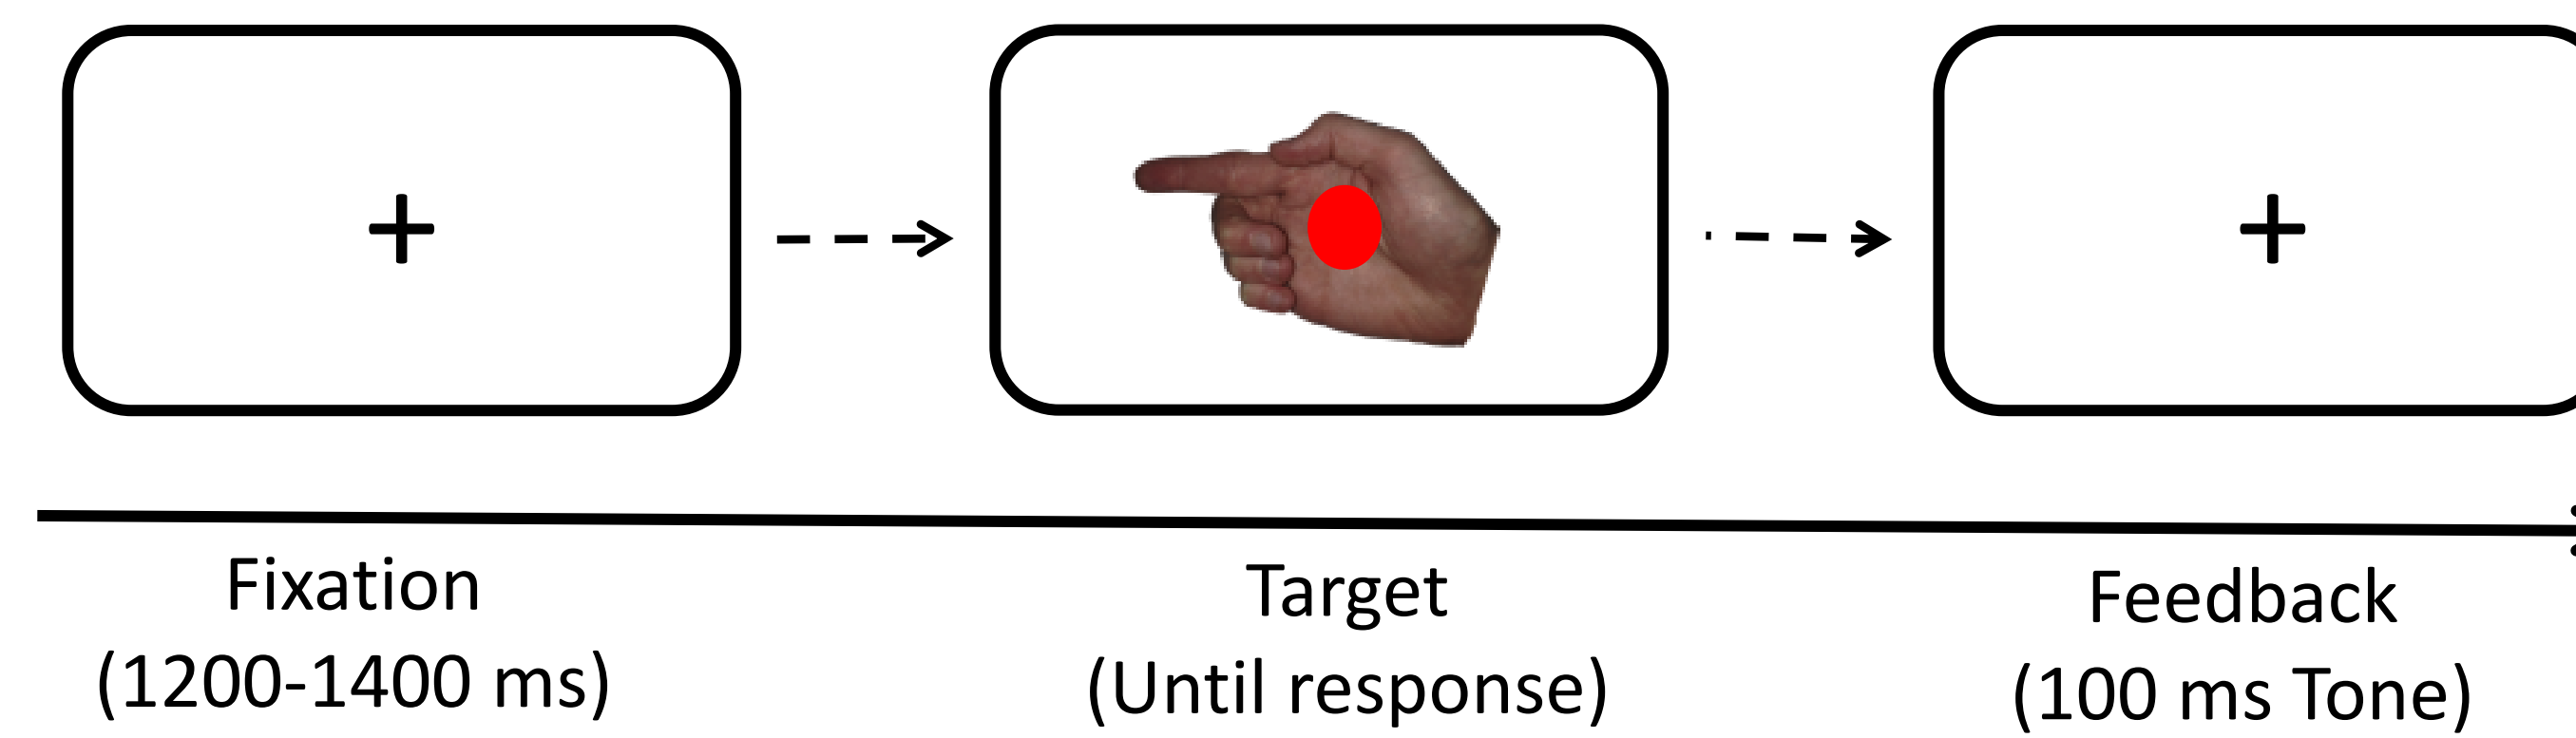 Fixation
(1200-1400 ms)
Target
(Until response)
Feedback
(100 ms Tone)